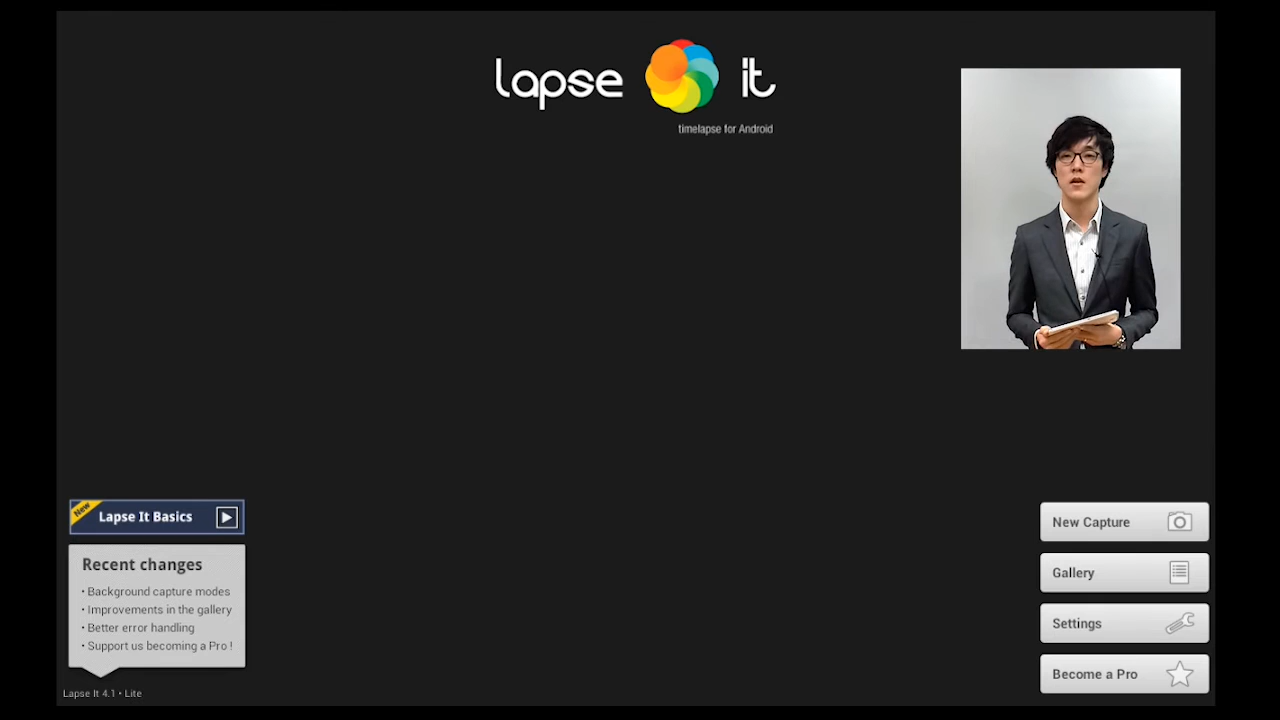 lapse it
timelapse for Android
New
Lapse It Basics
Recent changes
• Background capture modes
• Improvements in the gallery
• Better error handling
• Support us becoming a Pro !
Lapse It 4.1 • Lite
New Capture
Gallery
Settings
Become a Pro